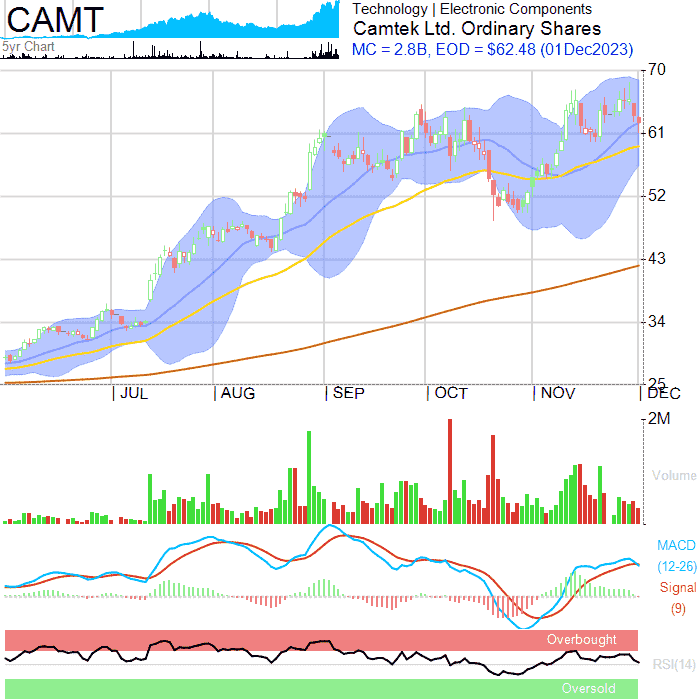 CAMT
5yr Chart
Technology | Electronic Components
Camtek Ltd. Ordinary Shares
MC = 2.8B, EOD = $62.48 (01Dec2023)
70
61
52
43
34
25
JUL AUG SEP OCT NOV DEC
2M
Volume
MACD
(12-26)
Signal
(9)
Overbought
RSI(14)
Oversold